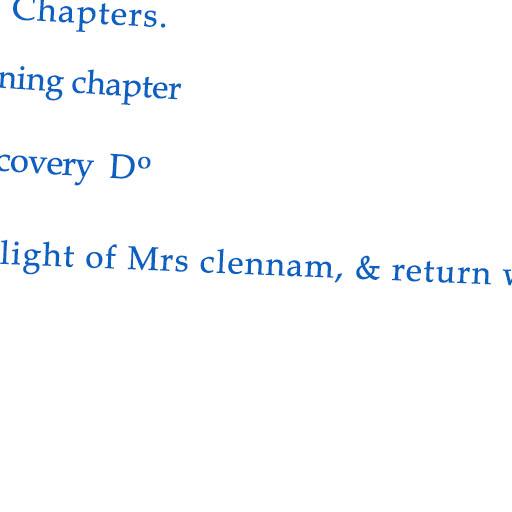 Chapters.
ning chapter
covery Dº
light of Mrs clennam, & return